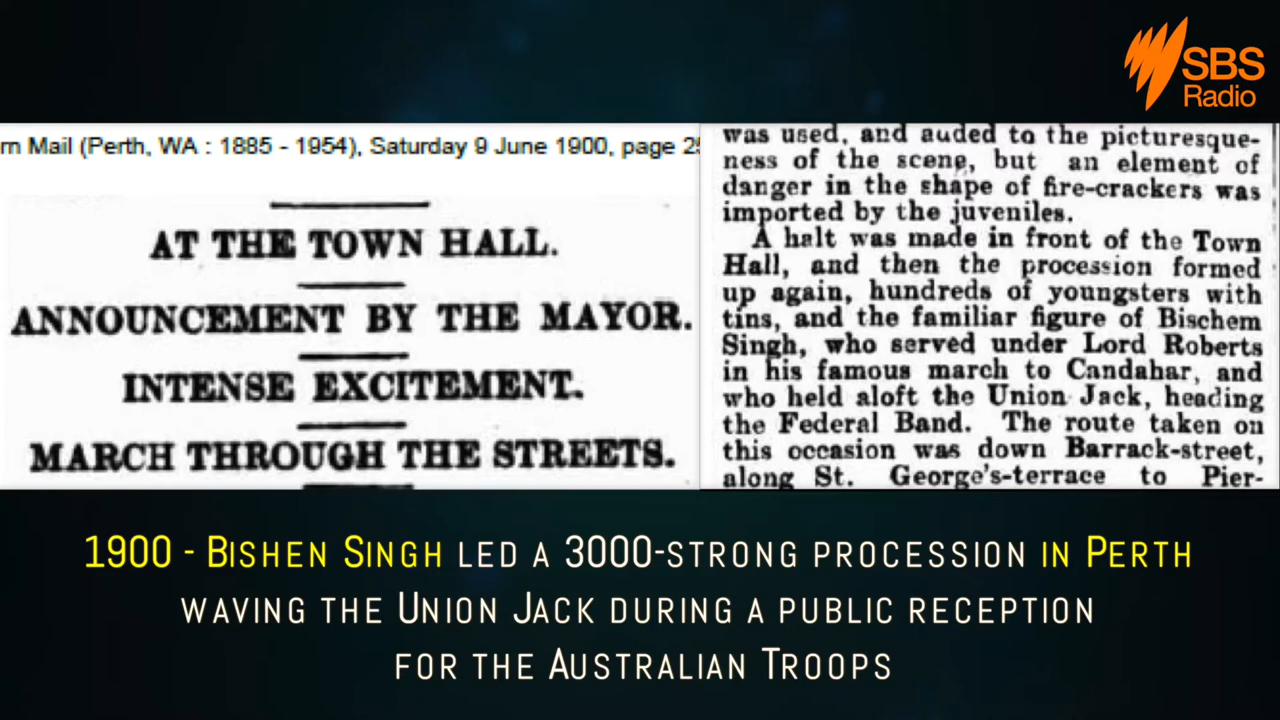 SBS
Radio
rn Mail (Perth, WA : 1885 - 1954), Saturday 9 June 1900, page 25
AT THE TOWN HALL.
ANNOUNCEMENT BY THE MAYOR.
INTENSE EXCITEMENT.
MARCH THROUGH THE STREETS.
was used, and auded to the picturesque-
ness of the scene, but an element of
danger in the shape of fire-crackers was
imported by the juveniles.
A halt was made in front of the Town
Hall, and then the procession formed
up again, hundreds of youngsters with
tins, and the familiar figure of Bischem
Singh, who served under Lord Roberts
in his famous march to Candahar, and
who held aloft the Union Jack, heading
the Federal Band. The route taken on
this occasion was down Barrack-street,
along St. George's-terrace to Pier-
1900 - Bishen Singh led a 3000-strong procession in Perth
waving the Union Jack during a public reception
for the Australian Troops